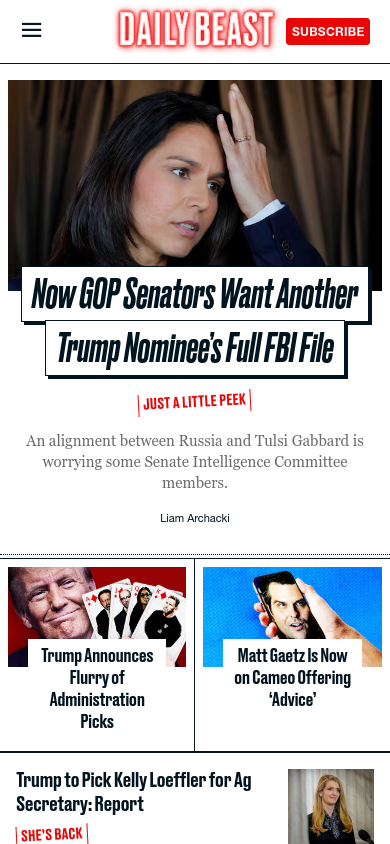 DAILY BEAST
SUBSCRIBE
Now GOP Senators Want Another
Trump Nominee’s Full FBI File
JUST A LITTLE PEEK
An alignment between Russia and Tulsi Gabbard is
worrying some Senate Intelligence Committee
members.
Liam Archacki
Trump Announces
Flurry of
Administration
Picks
Matt Gaetz Is Now
on Cameo Offering
‘Advice’
Trump to Pick Kelly Loeffler for Ag
Secretary: Report
SHE’S BACK